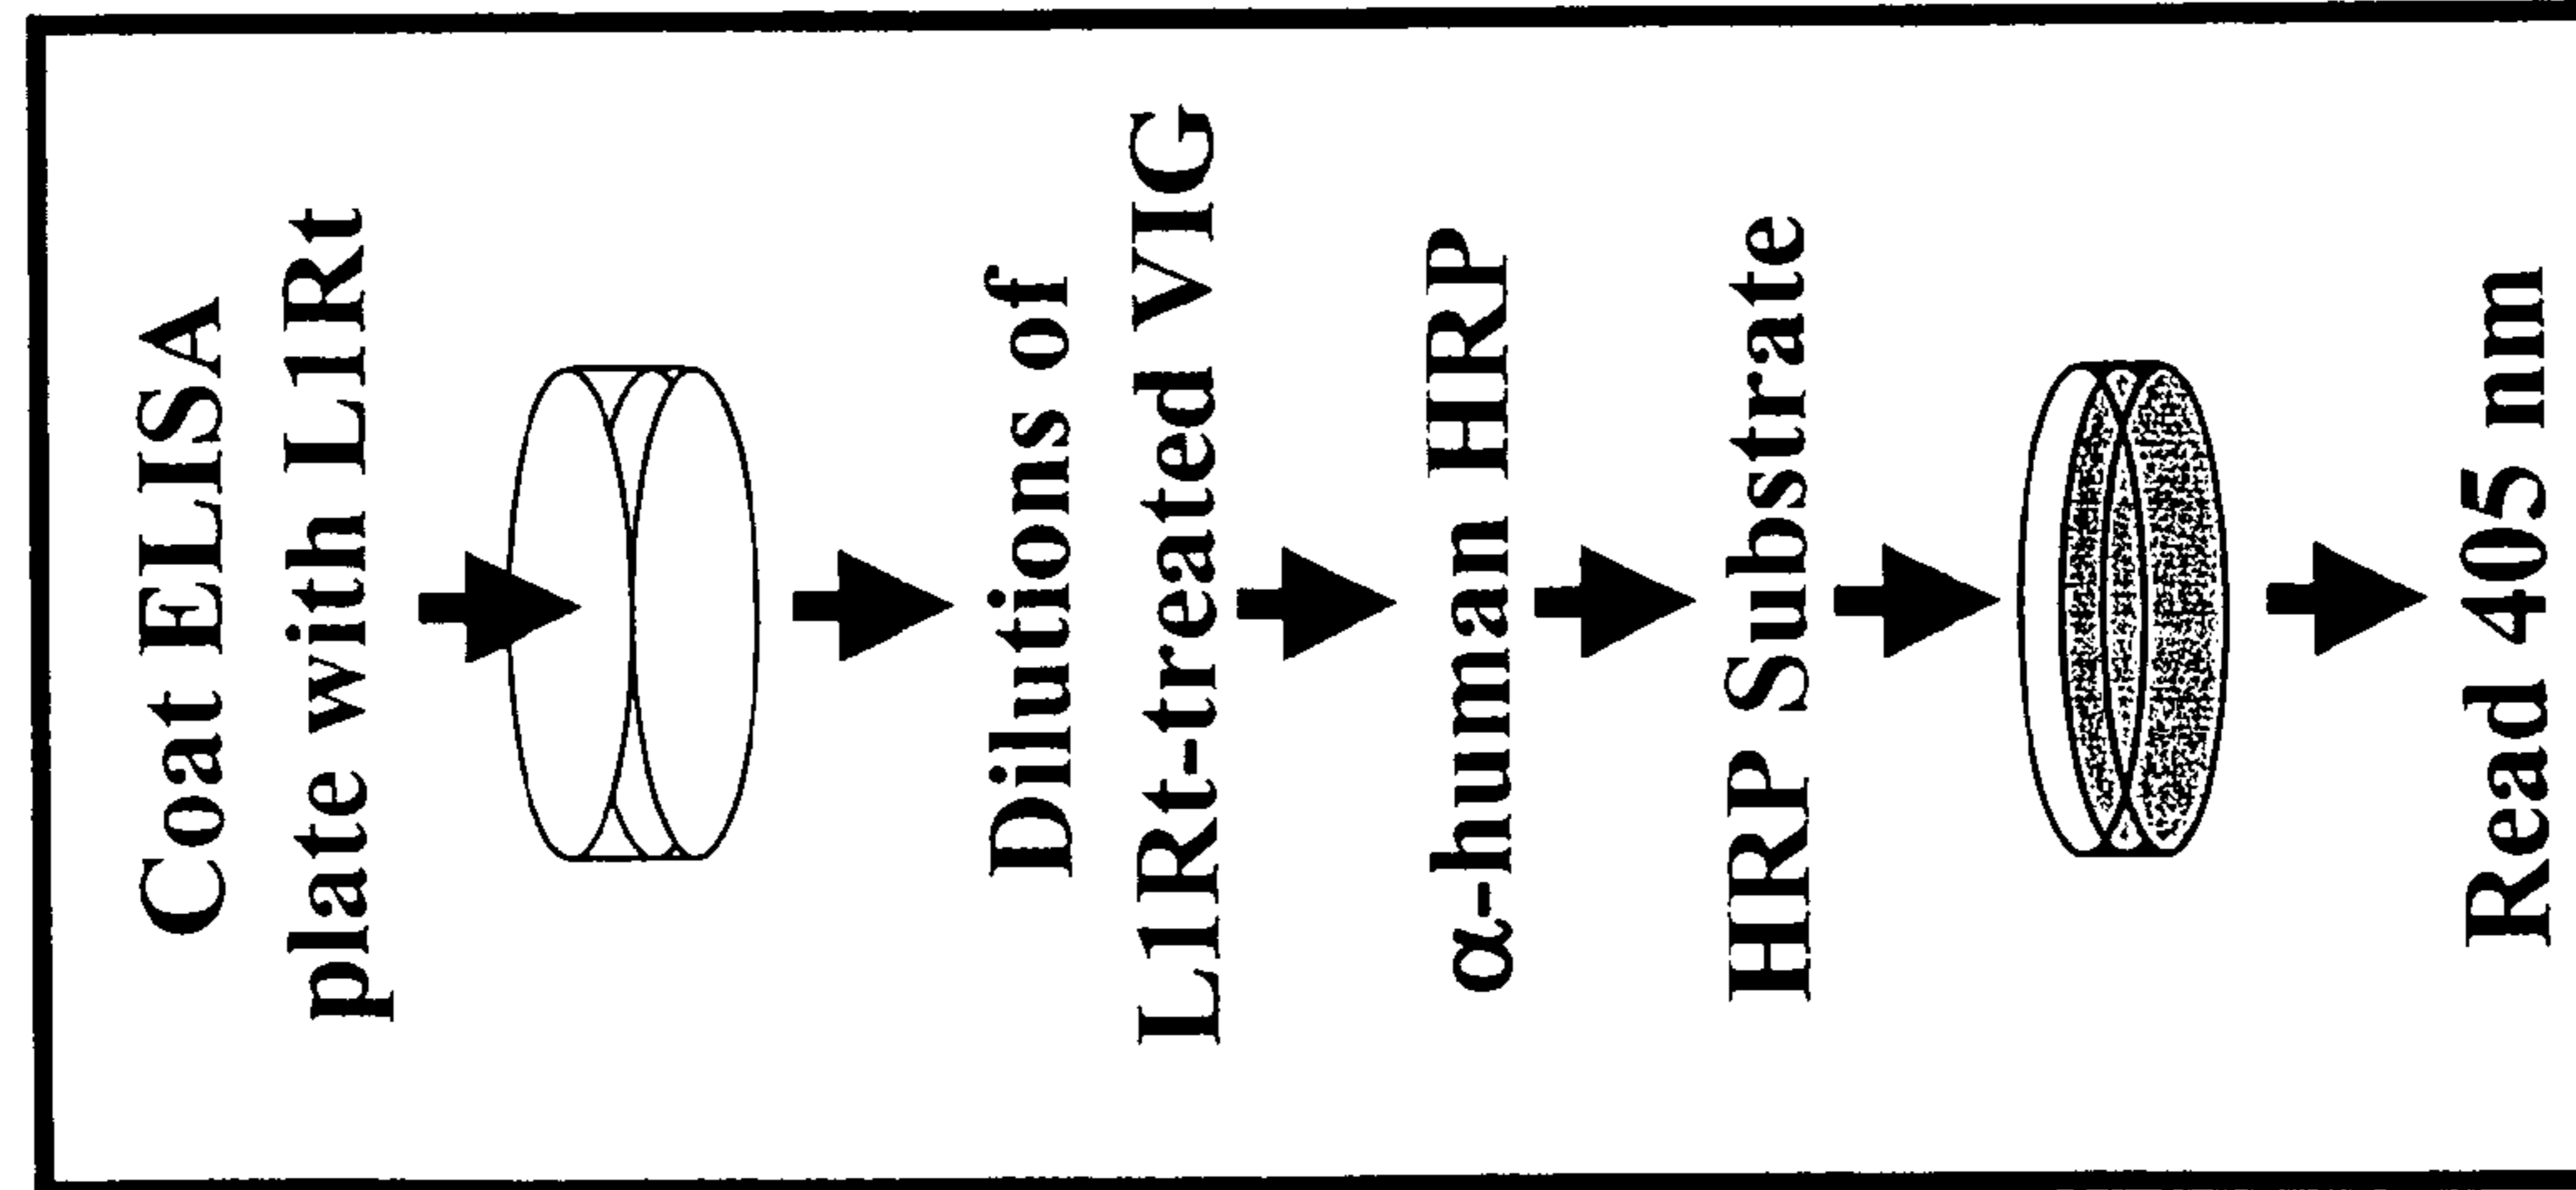 Coat ELISA
plate with L1Rt
Dilutions of
L1Rt-treated VIG
α-human HRP
HRP Substrate
Read 405 nm